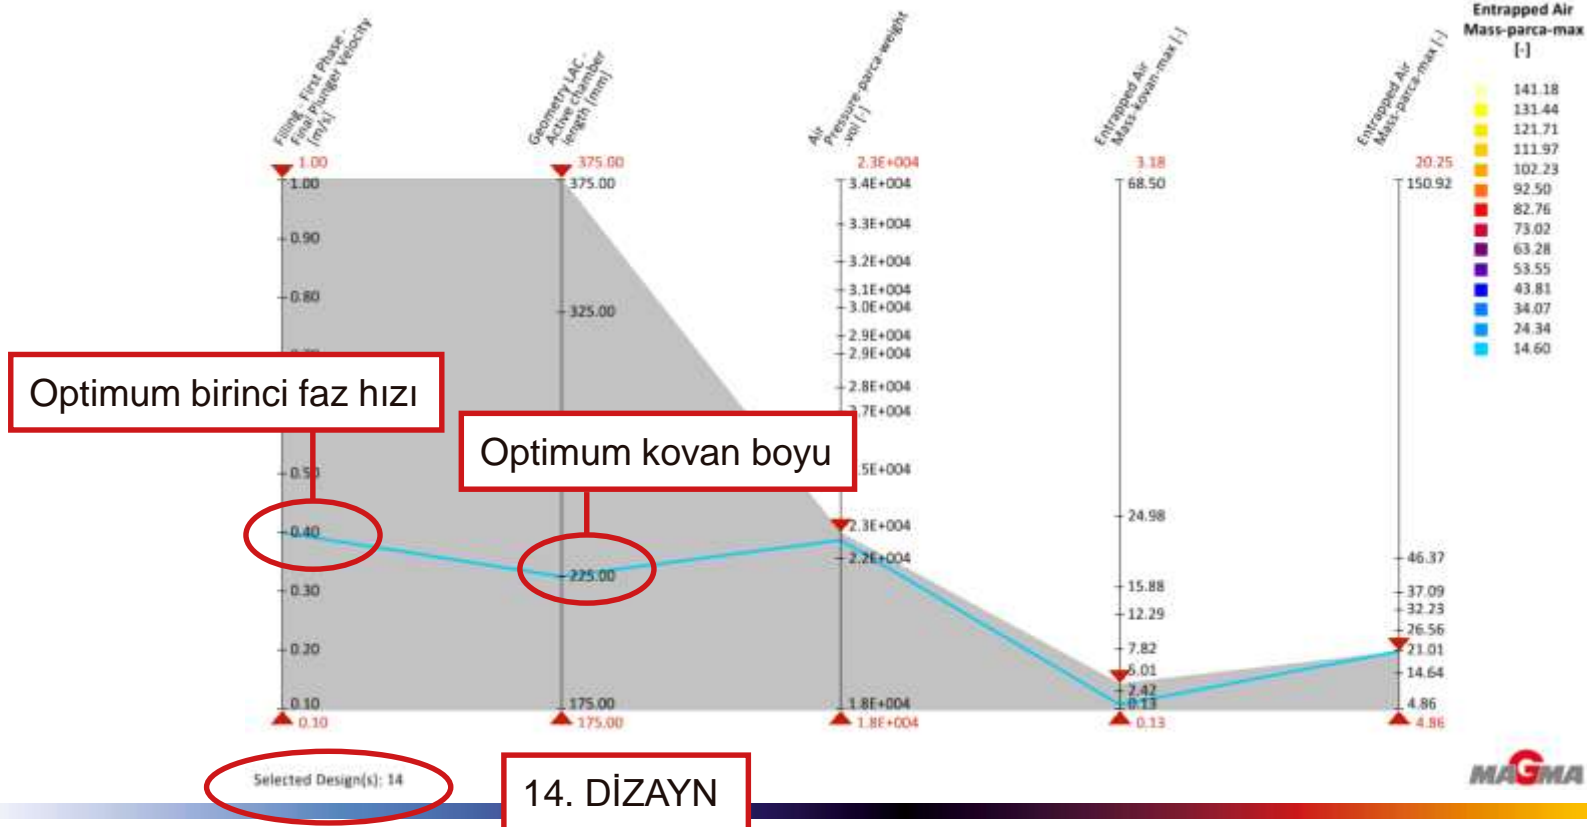 Filling - First Phase -
Final Plunger Velocity
[m/s]
Geometry LAC -
Active chamber
length [mm]
Air
Pressure-parca-weight
.vol [-]
Entrapped Air
Mass-kovan-max [-]
Entrapped Air
Mass-parca-max [-]
Entrapped Air
Mass-parca-max
[-]
141.18
131.44
121.71
111.97
102.23
92.50
82.76
73.02
63.28
53.55
43.81
34.07
24.34
14.60
1.00
1.00
0.90
0.80
0.50
0.40
0.30
0.20
0.10
0.10
375.00
375.00
325.00
225.00
175.00
175.00
2.3E+004
3.4E+004
3.3E+004
3.2E+004
3.1E+004
3.0E+004
2.9E+004
2.9E+004
2.8E+004
2.7E+004
5E+004
2.3E+004
2.2E+004
1.8E+004
1.8E+004
3.18
68.50
24.98
15.88
12.29
7.82
5.01
2.42
0.13
0.13
20.25
150.92
46.37
37.09
32.23
26.56
21.01
14.64
4.86
4.86
Optimum birinci faz hızı
Optimum kovan boyu
Selected Design(s): 14
14. DİZAYN
MAGMA